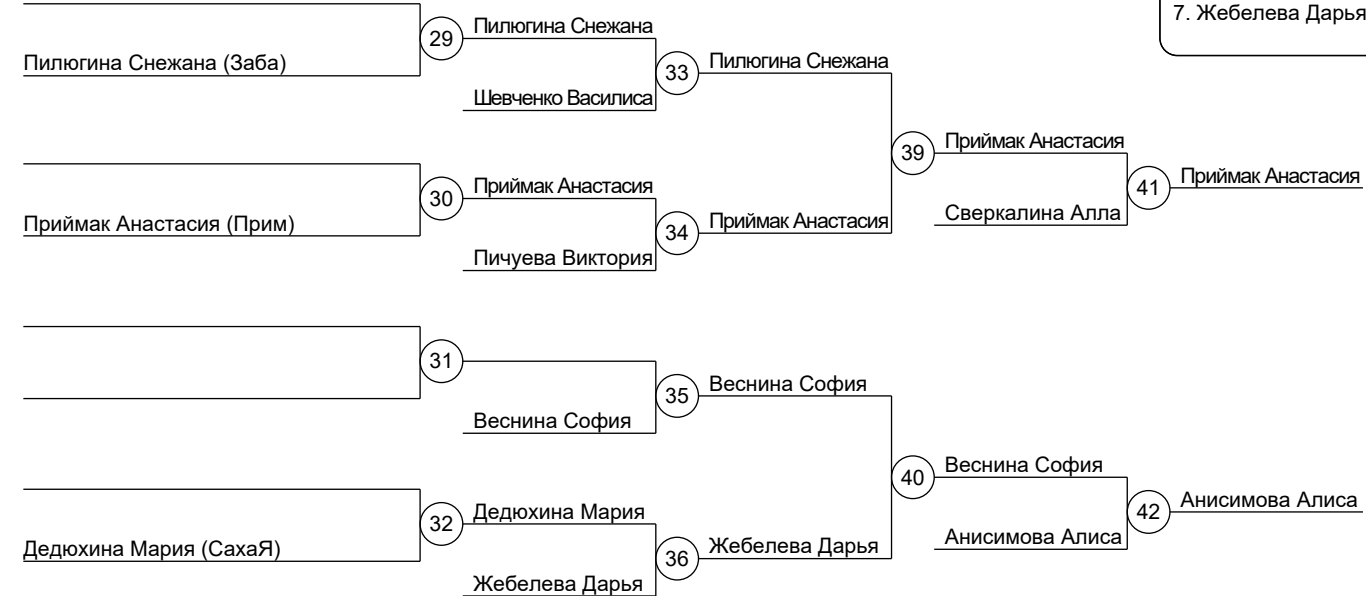 7. Жебелева Дарья
29
Пилюгина Снежана
Пилюгина Снежана (Заба)
33
Пилюгина Снежана
Шевченко Василиса
39
Приймак Анастасия
30
Приймак Анастасия
41
Приймак Анастасия
Приймак Анастасия (Прим)
34
Приймак Анастасия
Сверкалина Алла
Пичуева Виктория
31
35
Веснина София
Веснина София
40
Веснина София
32
Дедюхина Мария
42
Анисимова Алиса
Дедюхина Мария (СахаЯ)
36
Жебелева Дарья
Анисимова Алиса
Жебелева Дарья